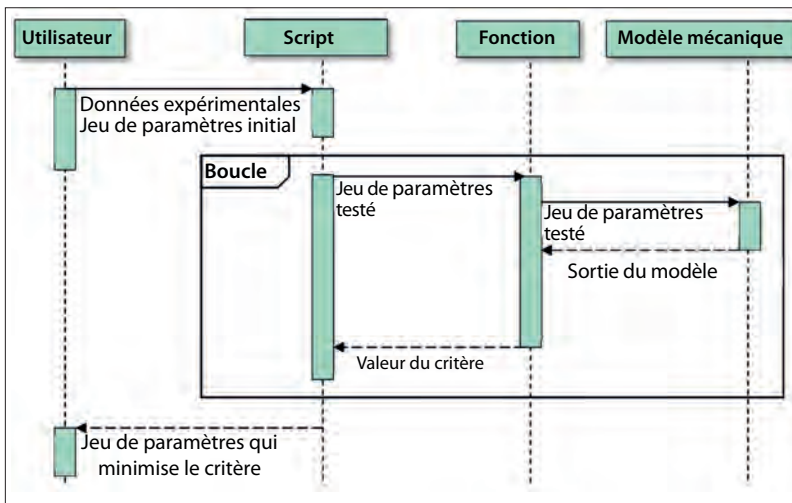 Utilisateur
Script
Fonction
Modèle mécanique
Données expérimentales
Jeu de paramètres initial
Boucle
Jeu de paramètres
testé
Jeu de paramètres
testé
Sortie du modèle
Valeur du critère
Jeu de paramètres qui
minimise le critère